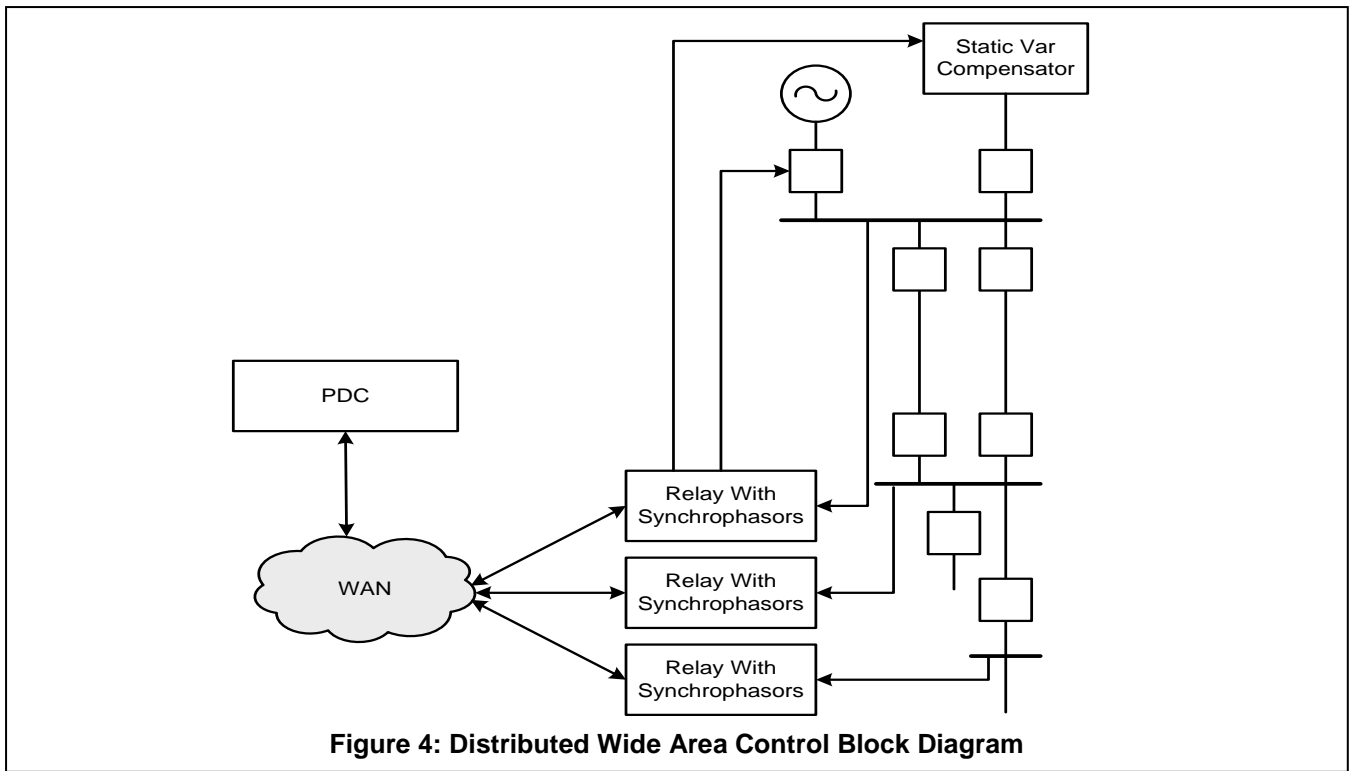 Static Var
Compensator
PDC
Relay With
Synchrophasors
WAN
Relay With
Synchrophasors
Relay With
Synchrophasors
Figure 4: Distributed Wide Area Control Block Diagram